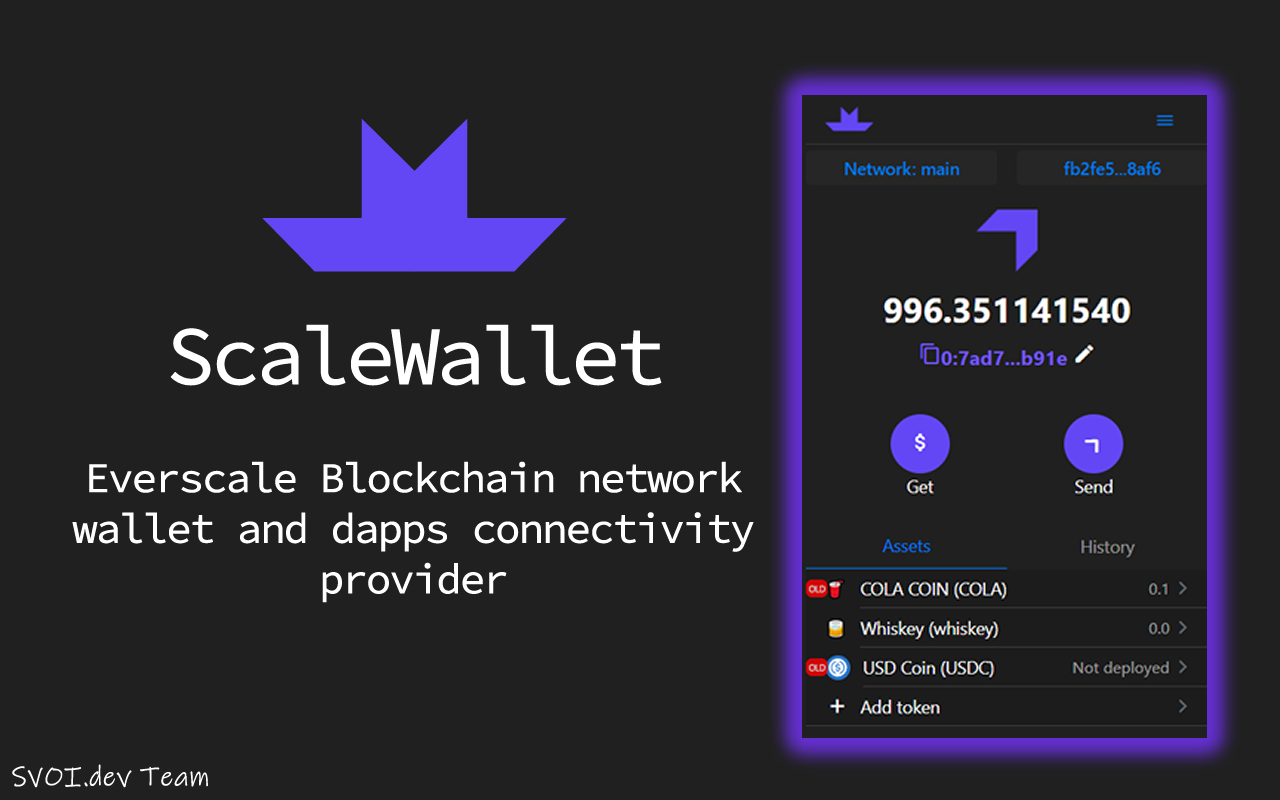 ScaleWallet
Everscale Blockchain network
wallet and dapps connectivity
provider
SVOI.dev Team
Network: main
fb2fe5...8af6
996.351141540
0:7ad7...b91e
$
Get
Send
Assets
History
OLD COLA COIN (COLA) 0.1
Whiskey (whiskey) 0.0
OLD USD Coin (USDC) Not deployed
+ Add token